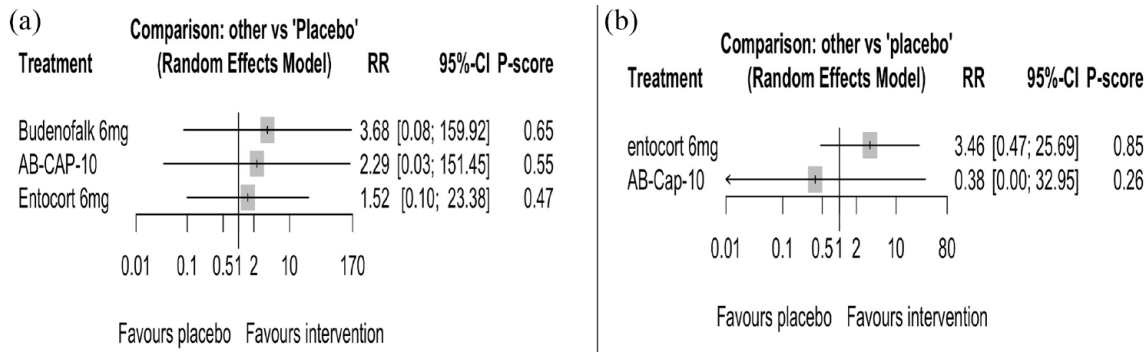 (a)
Comparison: other vs 'Placebo'
Treatment (Random Effects Model) RR 95%-CI P-score
Budenofalk 6mg 3.68 [0.08; 159.92] 0.65
AB-CAP-10 2.29 [0.03; 151.45] 0.55
Entocort 6mg 1.52 [0.10; 23.38] 0.47
0.01 0.1 0.51 2 10 170
Favours placebo Favours intervention
(b)
Comparison: other vs 'placebo'
Treatment (Random Effects Model) RR 95%-CI P-score
entocort 6mg 3.46 [0.47; 25.69] 0.85
AB-Cap-10 0.38 [0.00; 32.95] 0.26
0.01 0.1 0.51 2 10 80
Favours placebo Favours intervention